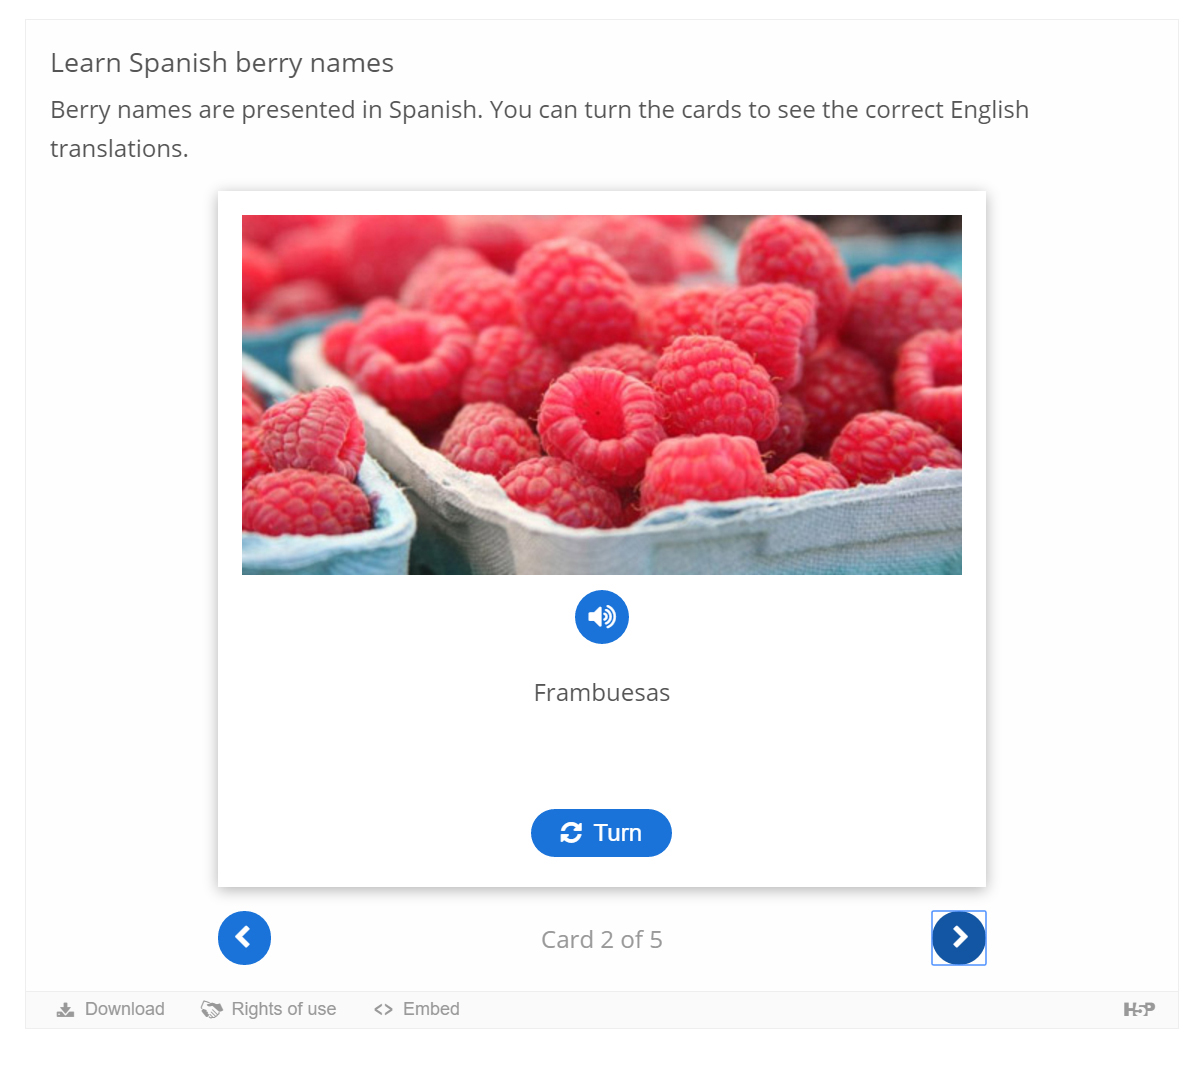 Learn Spanish berry names
Berry names are presented in Spanish. You can turn the cards to see the correct English
translations.
Frambuesas
Turn
Card 2 of 5
Download Rights of use <> Embed H5P